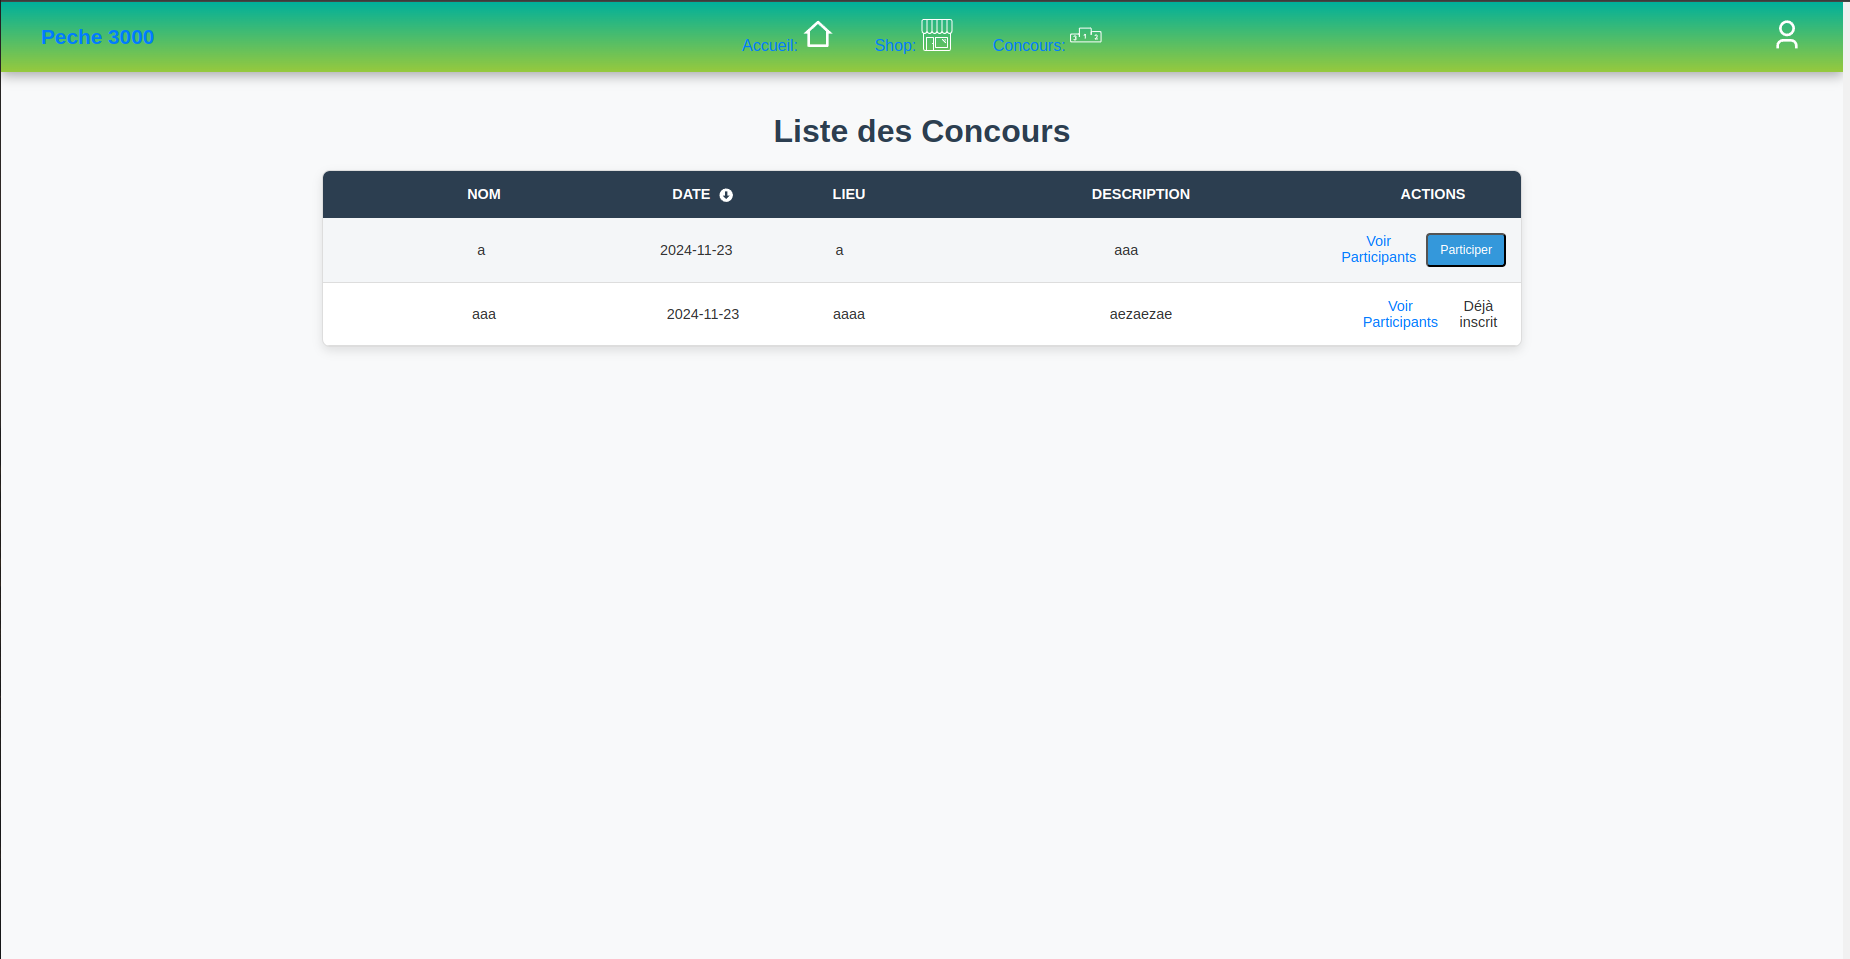 Peche 3000
Accueil:
Shop:
Concours:
Liste des Concours
NOM DATE LIEU DESCRIPTION ACTIONS
a 2024-11-23 a aaa Voir Participants Participer
aaa 2024-11-23 aaaa aezaezae Voir Participants Déjà inscrit